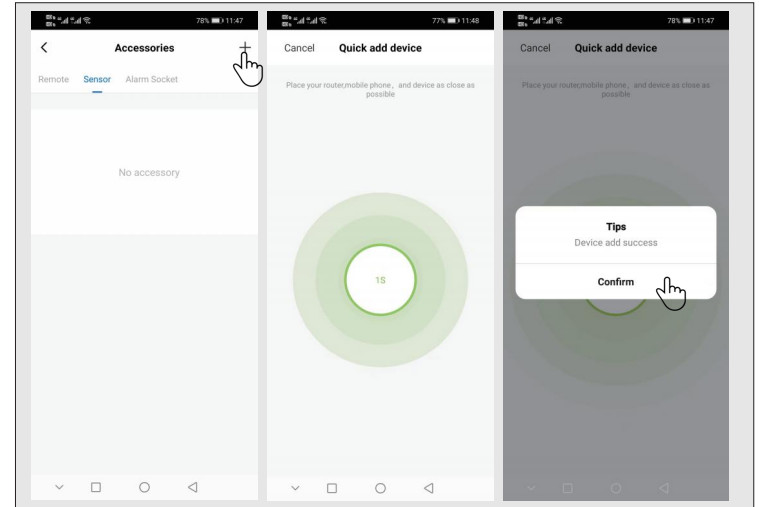 78% 11:47
Accessories
Remote Sensor Alarm Socket
No accessory
77% 11:48
Cancel Quick add device
Place your router,mobile phone，and device as close as
possible
1S
78% 11:47
Cancel Quick add device
Place your router,mobile phone，and device as close as
possible
Tips
Device add success
Confirm